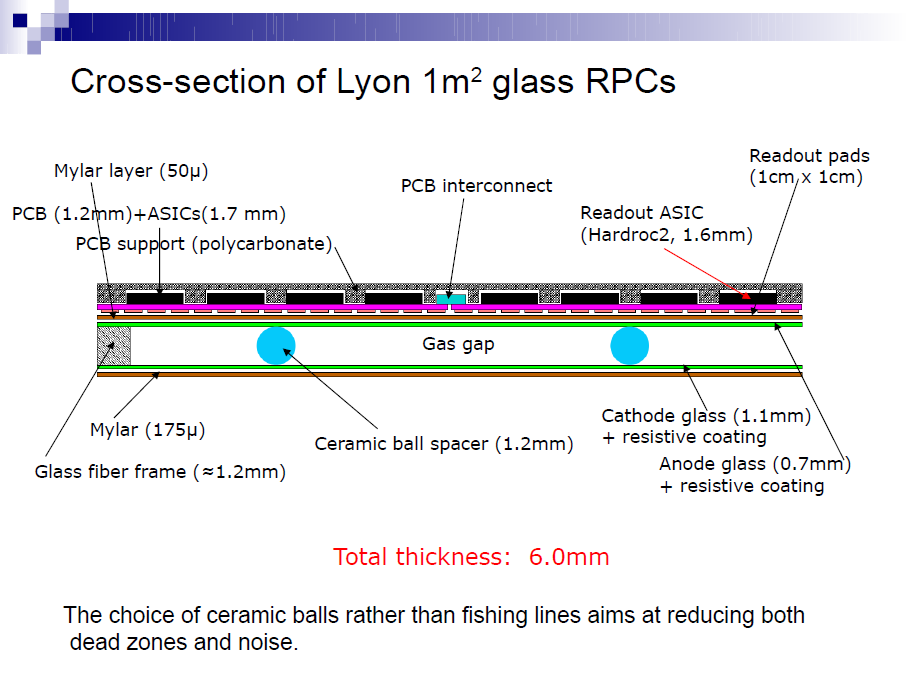 Cross-section of Lyon 1m² glass RPCs
Mylar layer (50μ)
Readout pads
(1cm x 1cm)
PCB interconnect
PCB (1.2mm)+ASICs(1.7 mm)
Readout ASIC
(Hardroc2, 1.6mm)
PCB support (polycarbonate)
Gas gap
Mylar (175μ)
Ceramic ball spacer (1.2mm)
Cathode glass (1.1mm)
+ resistive coating
Glass fiber frame (≈1.2mm)
Anode glass (0.7mm)
+ resistive coating
Total thickness: 6.0mm
The choice of ceramic balls rather than fishing lines aims at reducing both
dead zones and noise.